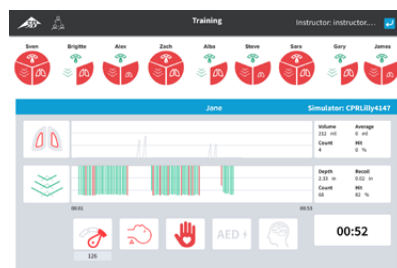 Training
Instructor: instructor....
Sven Brigitte Alex Zach Alba Steve Sara Gary James
Jane
Simulator: CPRLilly4147
Volume Average
232 ml 0 ml
Count Hit
4 0 %
Depth Recoil
2.33 in 0.02 in
Count Hit
68 82 %
00:01 00:53
AED
00:52
126